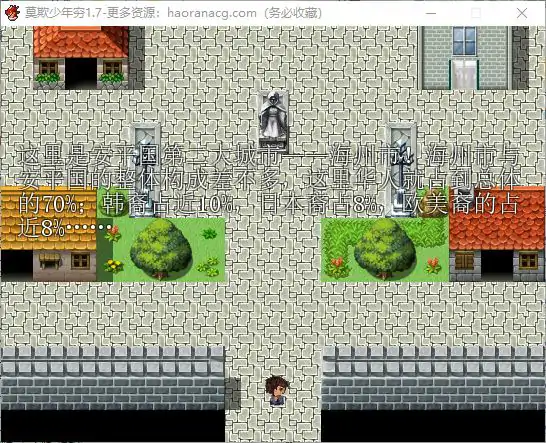 莫欺少年穷1.7-更多资源：haoranacg.com（务必收藏）
这里是安平国第二大城市——海州市。海州市与
安平国的整体构成差不多，这里华人就占到总体
的70%；韩裔占近10%，日本裔占8%，欧美裔的占
近8%……